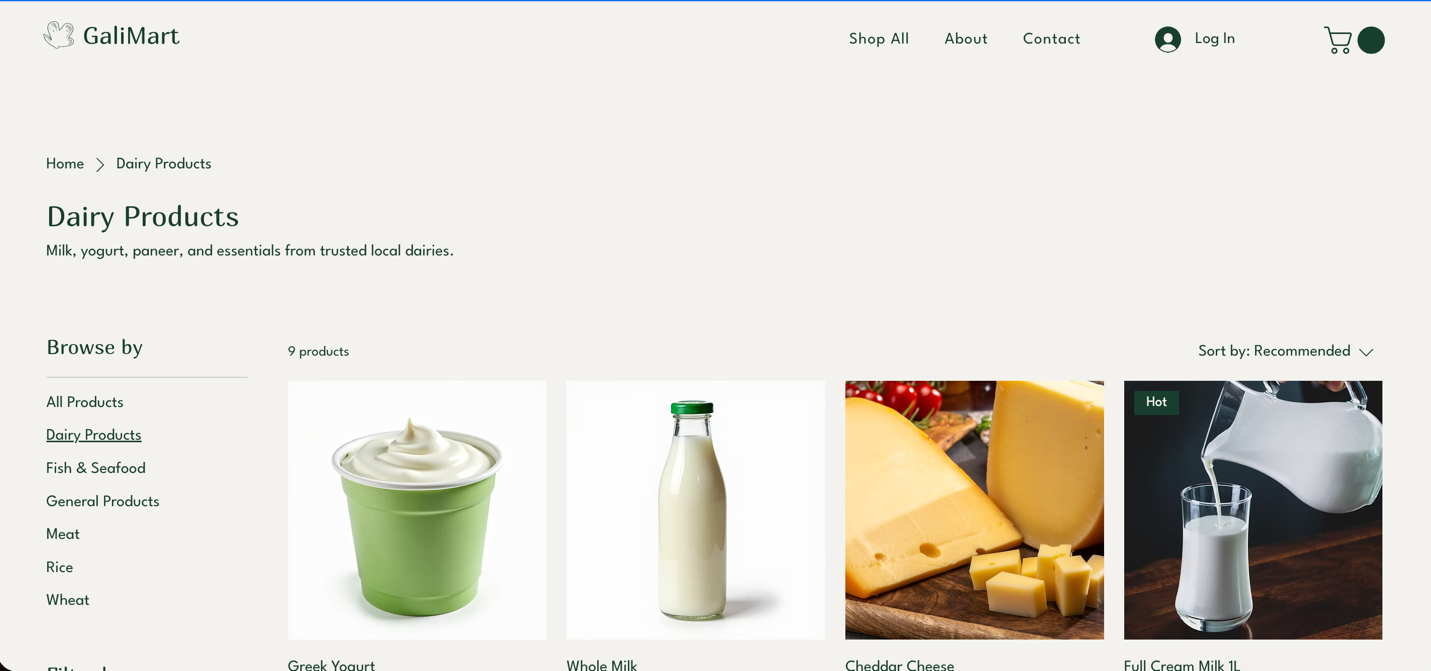 GaliMart
Shop All
About
Contact
Log In
Home
Dairy Products
Dairy Products
Milk, yogurt, paneer, and essentials from trusted local dairies.
Browse by
9 products
Sort by: Recommended
All Products
Dairy Products
Fish & Seafood
General Products
Meat
Rice
Wheat
Hot
Greek Yogurt
Whole Milk
Cheddar Cheese
Full Cream Milk 1L